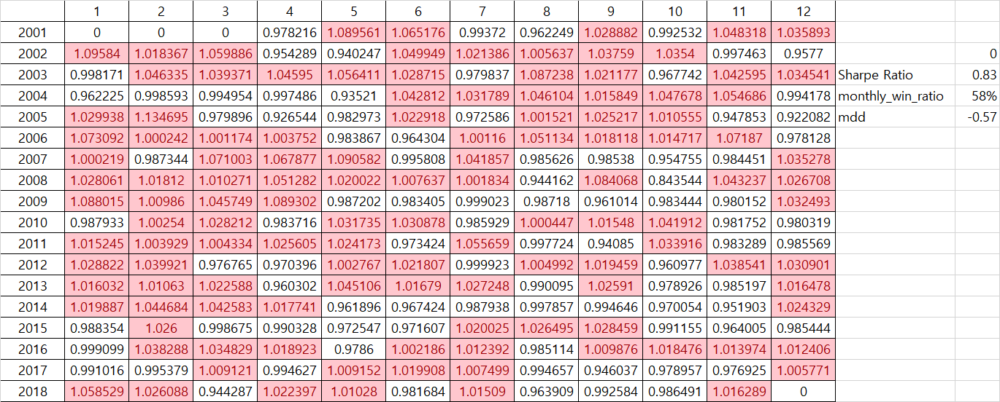 1 2 3 4 5 6 7 8 9 10 11 12
2001 0 0 0 0.978216 1.089561 1.065176 0.99372 0.962249 1.028882 0.992532 1.048318 1.035893
2002 1.09584 1.018367 1.059886 0.954289 0.940247 1.049949 1.021386 1.005637 1.03759 1.0354 0.997463 0.9577 0
2003 0.998171 1.046335 1.039371 1.04595 1.056411 1.028715 0.979837 1.087238 1.021177 0.967742 1.042595 1.034541 Sharpe Ratio 0.83
2004 0.962225 0.998593 0.994954 0.997486 0.93521 1.042812 1.031789 1.046104 1.015849 1.047678 1.054686 0.994178 monthly_win_ratio 58%
2005 1.029938 1.134695 0.979896 0.926544 0.982973 1.022918 0.972586 1.001521 1.025217 1.010555 0.947853 0.922082 mdd -0.57
2006 1.073092 1.000242 1.001174 1.003752 0.983867 0.964304 1.00116 1.051134 1.018118 1.014717 1.07187 0.978128
2007 1.000219 0.987344 1.071003 1.067877 1.090582 0.995808 1.041857 0.985626 0.98538 0.954755 0.984451 1.035278
2008 1.028061 1.01812 1.010271 1.051282 1.020022 1.007637 1.001834 0.944162 1.084068 0.843544 1.043237 1.026708
2009 1.088015 1.00986 1.045749 1.089302 0.987202 0.983405 0.999023 0.98718 0.961014 0.983444 0.980152 1.032493
2010 0.987933 1.00254 1.028212 0.983716 1.031735 1.030878 0.985929 1.000447 1.01548 1.041912 0.981752 0.980319
2011 1.015245 1.003929 1.004334 1.025605 1.024173 0.973424 1.055659 0.997724 0.94085 1.033916 0.983289 0.985569
2012 1.028822 1.039921 0.976765 0.970396 1.002767 1.021807 0.999923 1.004992 1.019459 0.960977 1.038541 1.030901
2013 1.016032 1.01063 1.022588 0.960302 1.045106 1.01679 1.027248 0.990095 1.02591 0.978926 0.985197 1.016478
2014 1.019887 1.044684 1.042583 1.017741 0.961896 0.967424 0.987938 0.997857 0.994646 0.970054 0.951903 1.024329
2015 0.988354 1.026 0.998675 0.990328 0.972547 0.971607 1.020025 1.026495 1.028459 0.991155 0.964005 0.985444
2016 0.999099 1.038288 1.034829 1.018923 0.9786 1.002186 1.012392 0.985114 1.009876 1.018476 1.013974 1.012406
2017 0.991016 0.995379 1.009121 0.994627 1.009152 1.019908 1.007499 0.994657 0.946037 0.978957 0.976925 1.005771
2018 1.058529 1.026088 0.944287 1.022397 1.01028 0.981684 1.01509 0.963909 0.992584 0.986491 1.016289 0